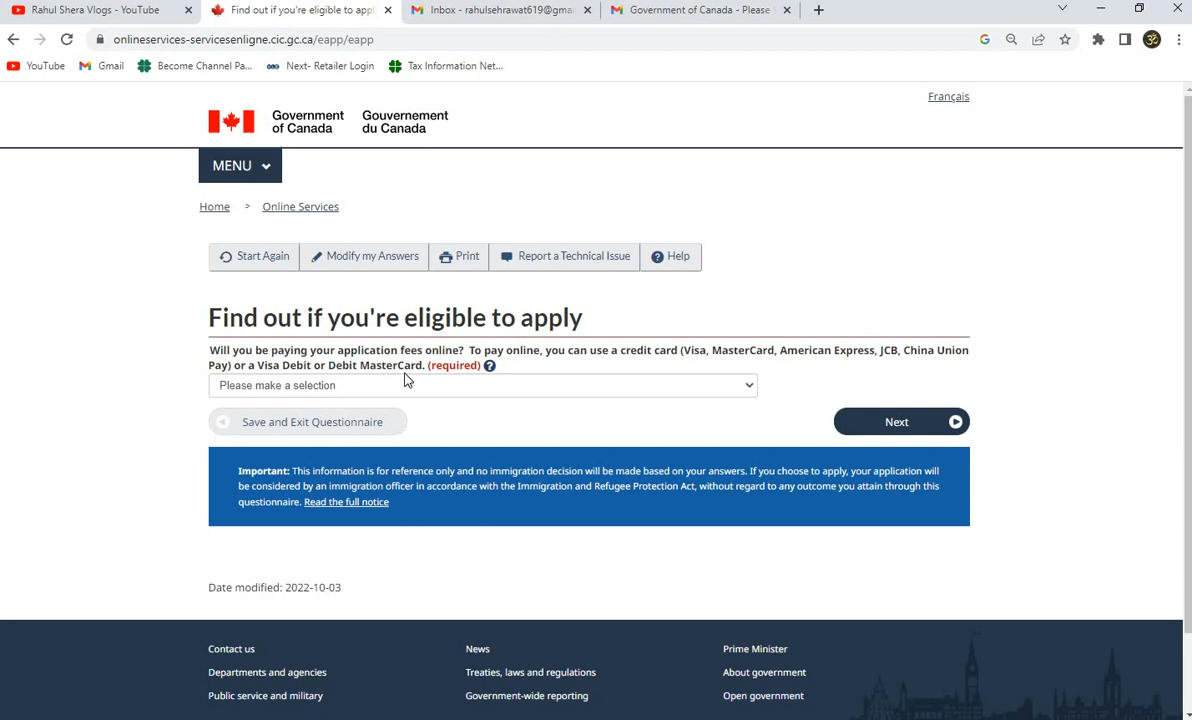 Rahul Shera Vlogs - YouTube
Find out if you're eligible to appl
Inbox - rahulsehrawat619@gma
Government of Canada - Please
onlineservices-servicesenligne.cic.gc.ca/eapp/eapp
YouTube
Gmail
Become Channel Pa...
Next- Retailer Login
Tax Information Net...
Français
Government of Canada
Gouvernement du Canada
MENU
Home > Online Services
Start Again
Modify my Answers
Print
Report a Technical Issue
Help
Find out if you're eligible to apply
Will you be paying your application fees online? To pay online, you can use a credit card (Visa, MasterCard, American Express, JCB, China Union
Pay) or a Visa Debit or Debit MasterCard. (required)
Please make a selection
Save and Exit Questionnaire
Next
Important: This information is for reference only and no immigration decision will be made based on your answers. If you choose to apply, your application will
be considered by an immigration officer in accordance with the Immigration and Refugee Protection Act, without regard to any outcome you attain through this
questionnaire. Read the full notice
Date modified: 2022-10-03
Contact us
News
Prime Minister
Departments and agencies
Treaties, laws and regulations
About government
Public service and military
Government-wide reporting
Open government